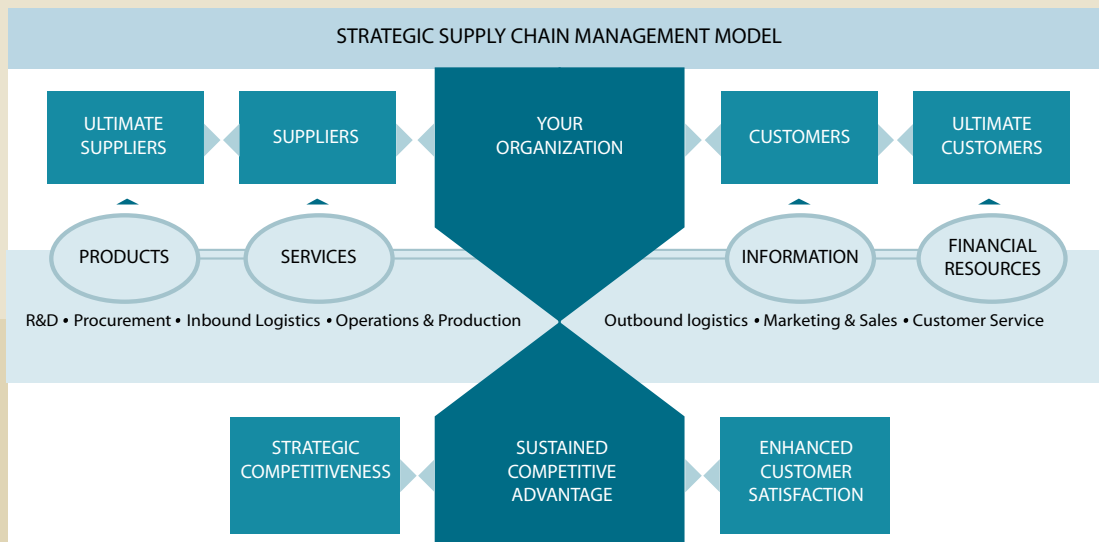 STRATEGIC SUPPLY CHAIN MANAGEMENT MODEL
ULTIMATE
SUPPLIERS
SUPPLIERS
YOUR
ORGANIZATION
CUSTOMERS
ULTIMATE
CUSTOMERS
PRODUCTS
SERVICES
INFORMATION
FINANCIAL
RESOURCES
R&D • Procurement • Inbound Logistics • Operations & Production
Outbound logistics • Marketing & Sales • Customer Service
STRATEGIC
COMPETITIVENESS
SUSTAINED
COMPETITIVE
ADVANTAGE
ENHANCED
CUSTOMER
SATISFACTION